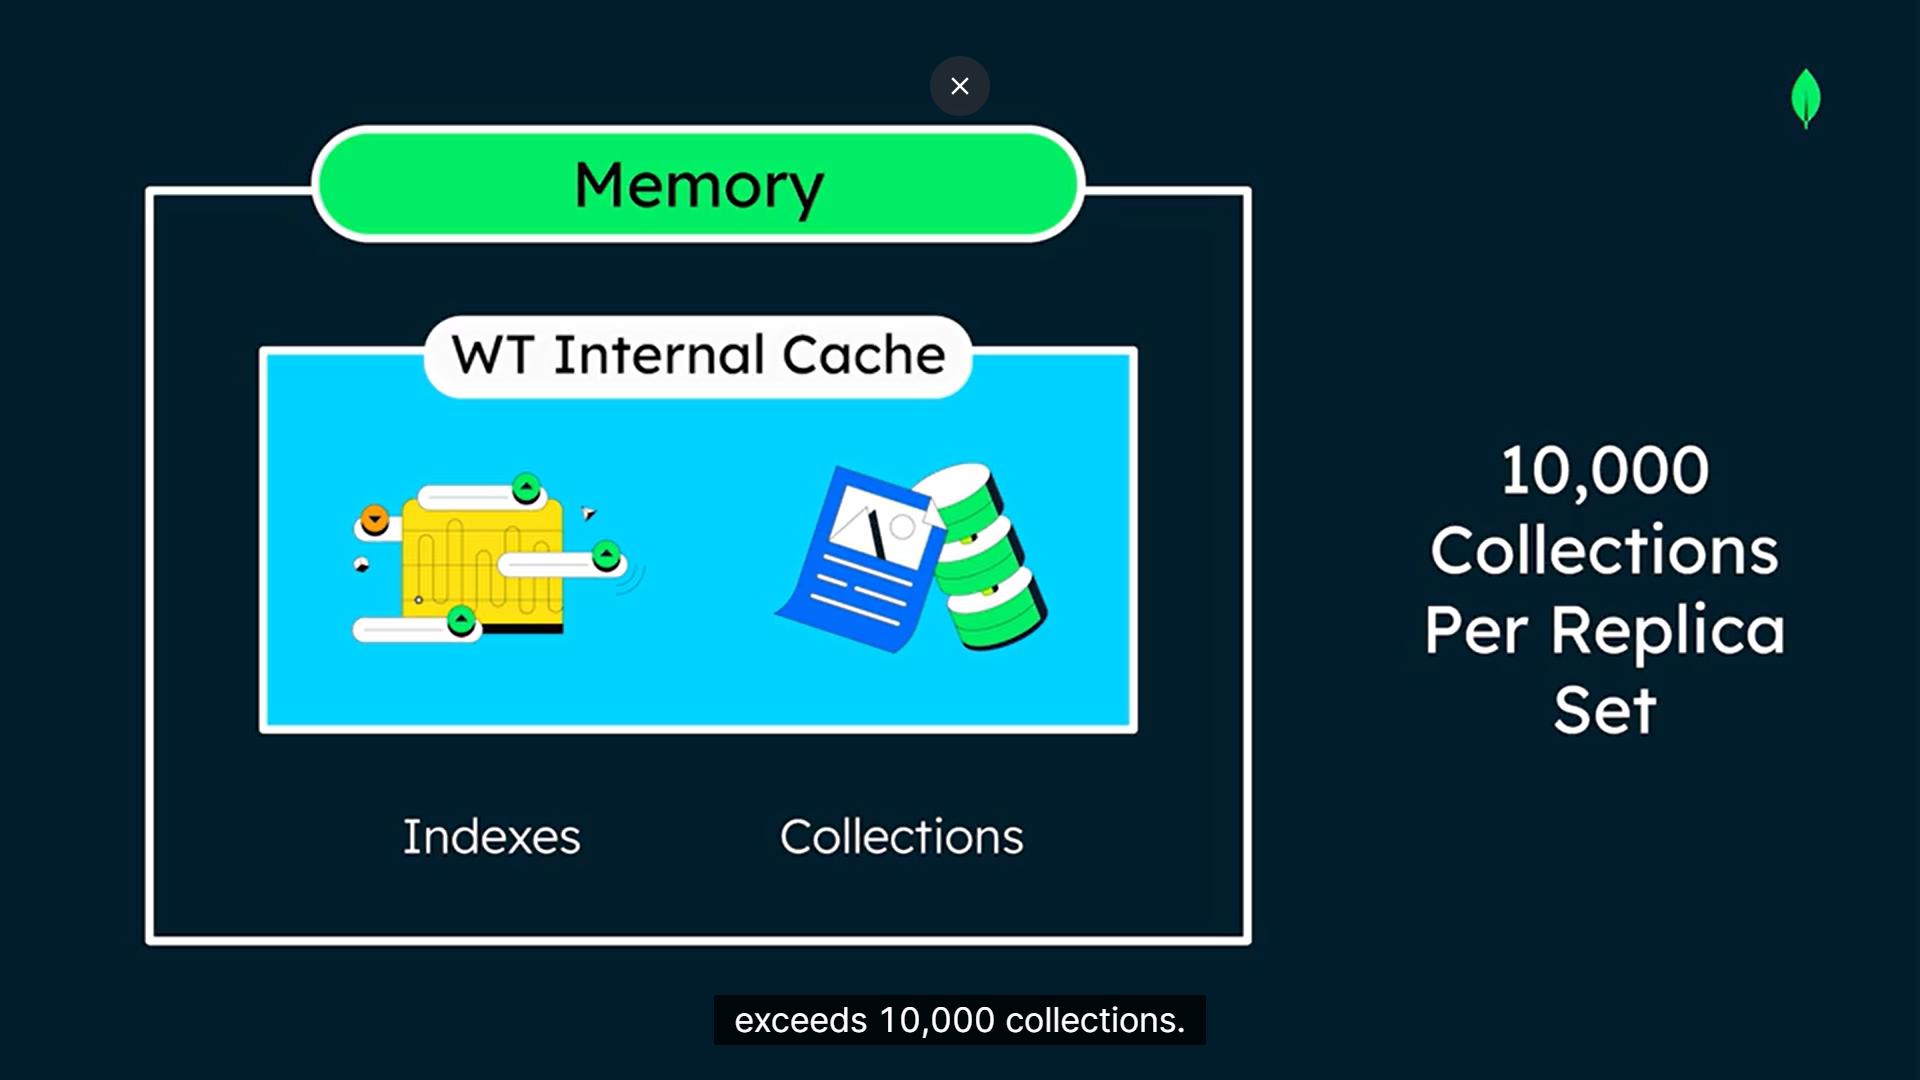 Memory
WT Internal Cache
Indexes
Collections
10,000
Collections
Per Replica
Set
exceeds 10,000 collections.